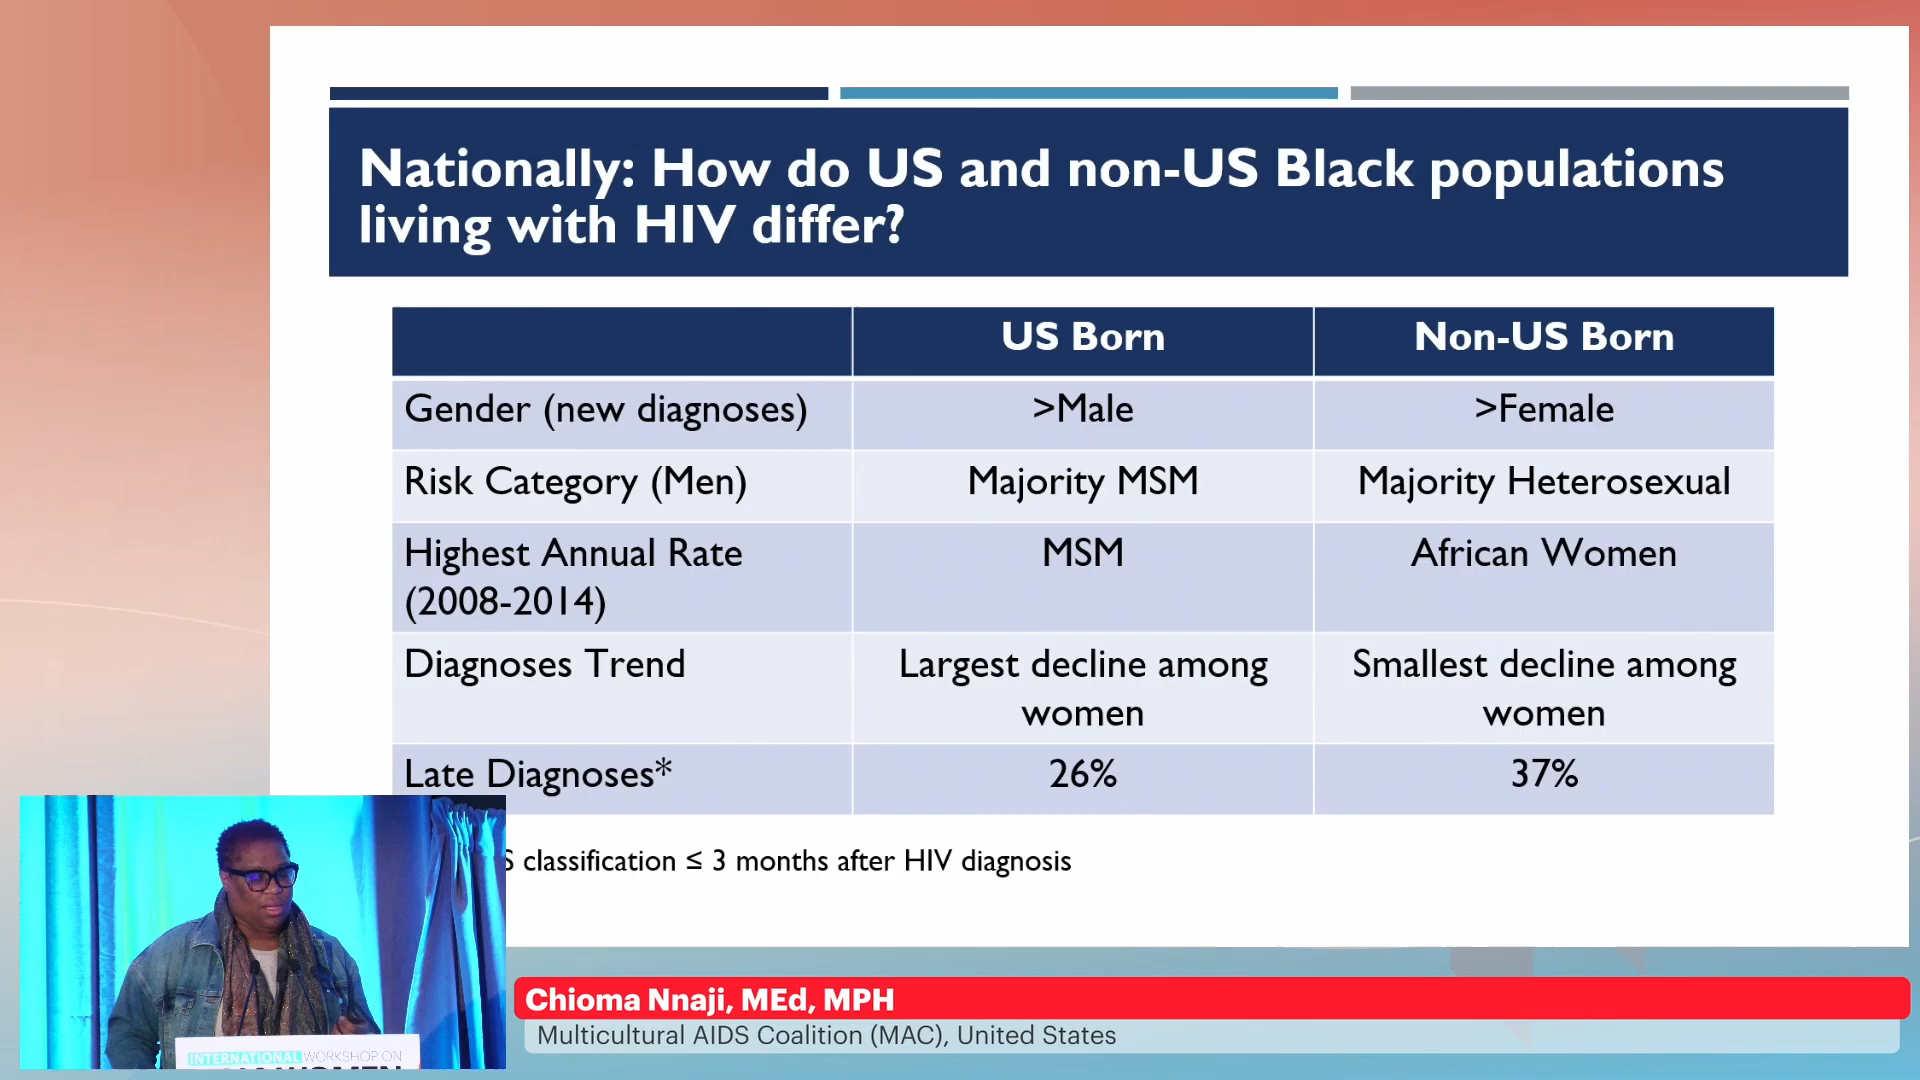 Nationally: How do US and non-US Black populations
living with HIV differ?
US Born
Non-US Born
Gender (new diagnoses)
>Male
>Female
Risk Category (Men)
Majority MSM
Majority Heterosexual
Highest Annual Rate
(2008-2014)
MSM
African Women
Diagnoses Trend
Largest decline among
women
Smallest decline among
women
Late Diagnoses*
26%
37%
classification ≤ 3 months after HIV diagnosis
INTERNATIONAL WORKSHOP ON
WOMEN
Chioma Nnaji, MEd, MPH
Multicultural AIDS Coalition (MAC), United States